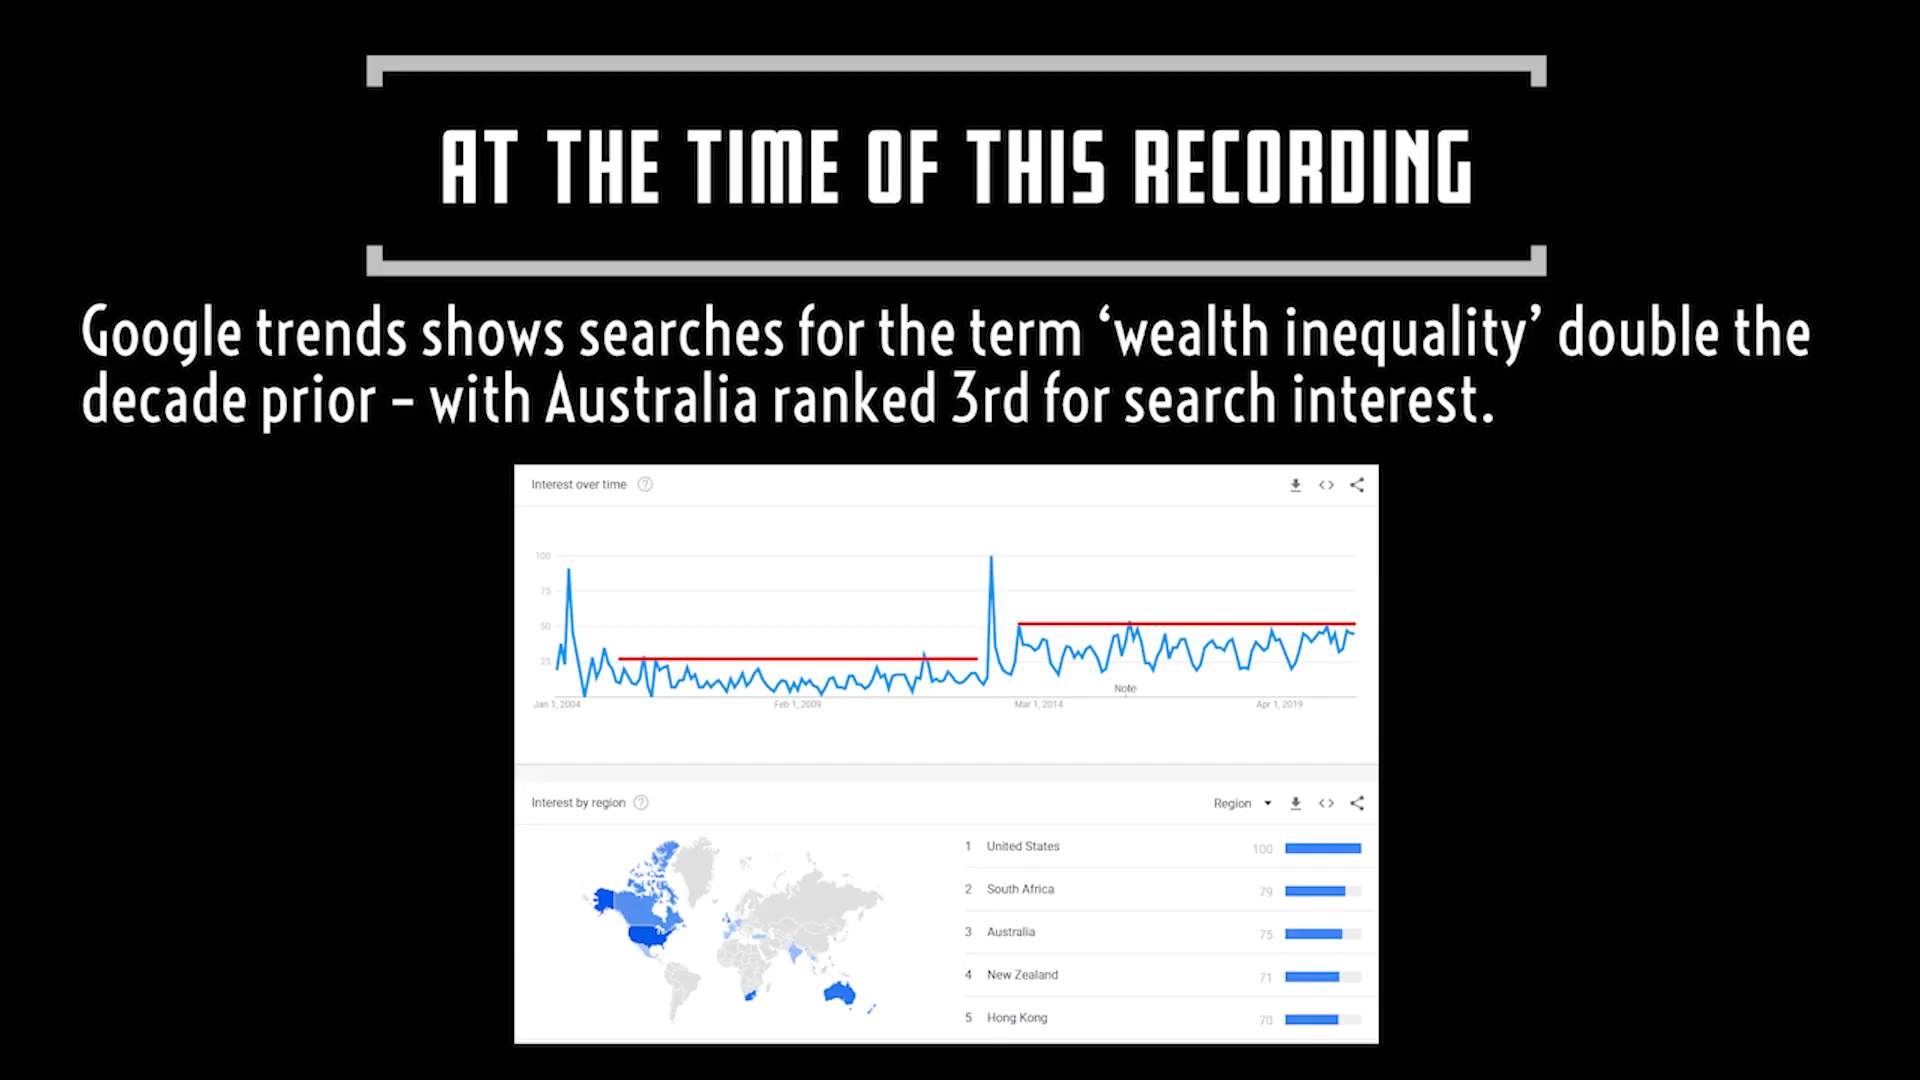 AT THE TIME OF THIS RECORDING
Google trends shows searches for the term ‘wealth inequality’ double the
decade prior – with Australia ranked 3rd for search interest.
Interest over time
100
75
50
25
Note
Jan 1, 2004 Feb 1, 2009 Mar 1, 2014 Apr 1, 2019
Interest by region Region
1 United States 100
2 South Africa 79
3 Australia 75
4 New Zealand 71
5 Hong Kong 70